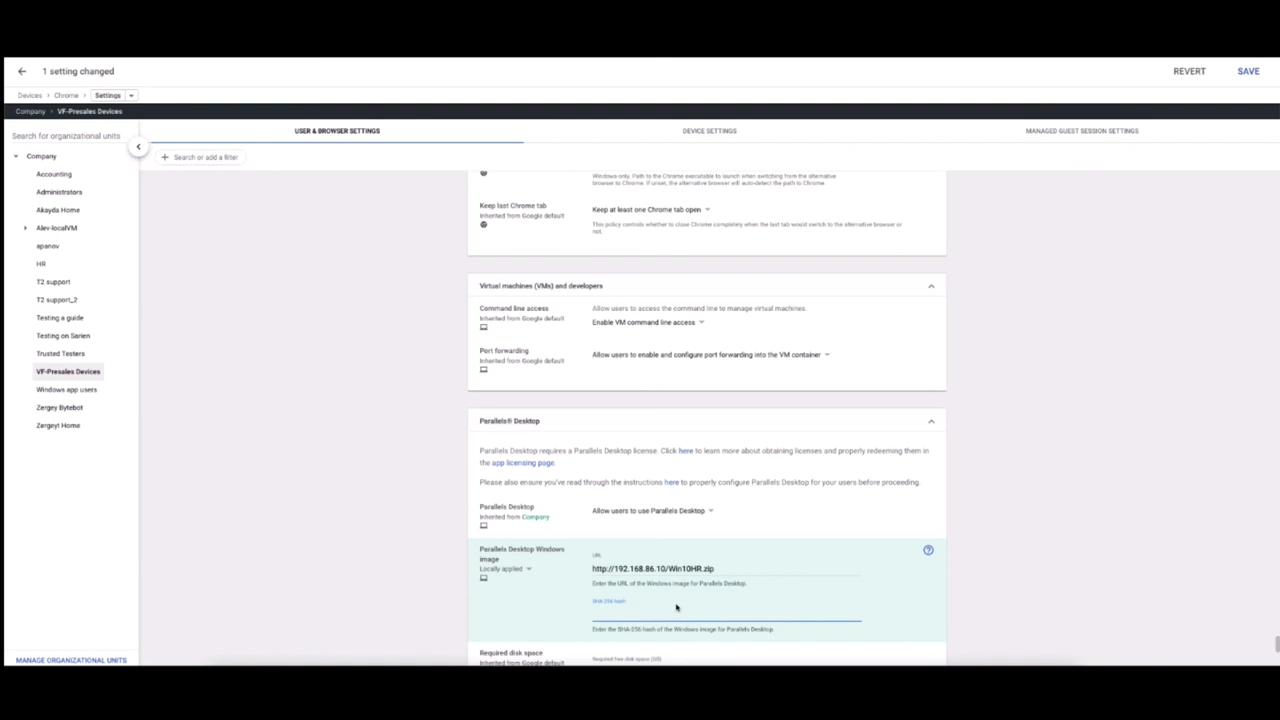 1 setting changed
REVERT
SAVE
Devices > Chrome > Settings
Company > VF-Presales Devices
Search for organizational units
Company
Accounting
Administrators
Akayda Home
Alev-localVM
apanov
HR
T2 support
T2 support_2
Testing a guide
Testing on Sarien
Trusted Testers
VF-Presales Devices
Windows app users
Zergey Bytebot
Zergeyt Home
MANAGE ORGANIZATIONAL UNITS
USER & BROWSER SETTINGS
DEVICE SETTINGS
MANAGED GUEST SESSION SETTINGS
+ Search or add a filter
Windows only. Path to the Chrome executable to launch when switching from the alternative
browser to Chrome. If unset, the alternative browser will auto-detect the path to Chrome.
Keep last Chrome tab
Inherited from Google default
Keep at least one Chrome tab open
This policy controls whether to close Chrome completely when the last tab would switch to the alternative browser or
not.
Virtual machines (VMs) and developers
Command line access
Inherited from Google default
Allow users to access the command line to manage virtual machines.
Enable VM command line access
Port forwarding
Inherited from Google default
Allow users to enable and configure port forwarding into the VM container
Parallels® Desktop
Parallels Desktop requires a Parallels Desktop license. Click here to learn more about obtaining licenses and properly redeeming them in
the app licensing page.
Please also ensure you've read through the instructions here to properly configure Parallels Desktop for your users before proceeding.
Parallels Desktop
Inherited from Company
Allow users to use Parallels Desktop
Parallels Desktop Windows
image
Locally applied
URL
http://192.168.86.10/Win10HR.zip
Enter the URL of the Windows image for Parallels Desktop.
SHA-256 hash
Enter the SHA-256 hash of the Windows image for Parallels Desktop.
Required disk space
Inherited from Google default
Required free disk space (GB)